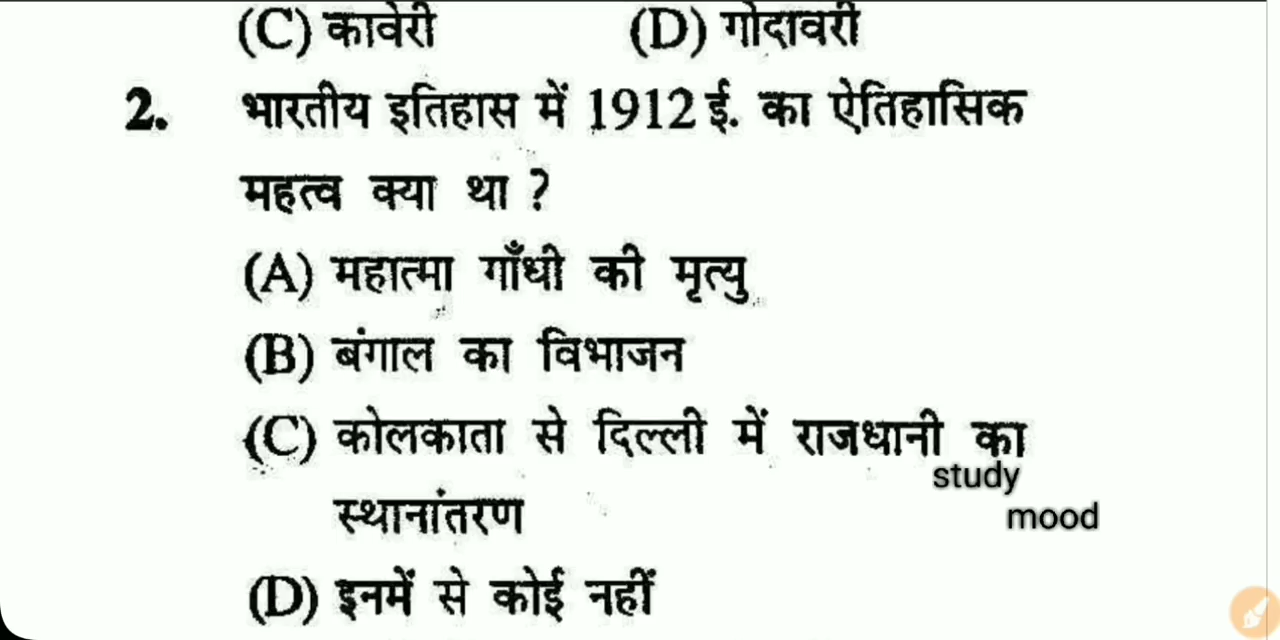 (C) कावेरी (D) गोदावरी
2. भारतीय इतिहास में 1912 ई. का ऐतिहासिक
महत्व क्या था ?
(A) महात्मा गाँधी की मृत्यु
(B) बंगाल का विभाजन
(C) कोलकाता से दिल्ली में राजधानी का
study
स्थानांतरण
mood
(D) इनमें से कोई नहीं